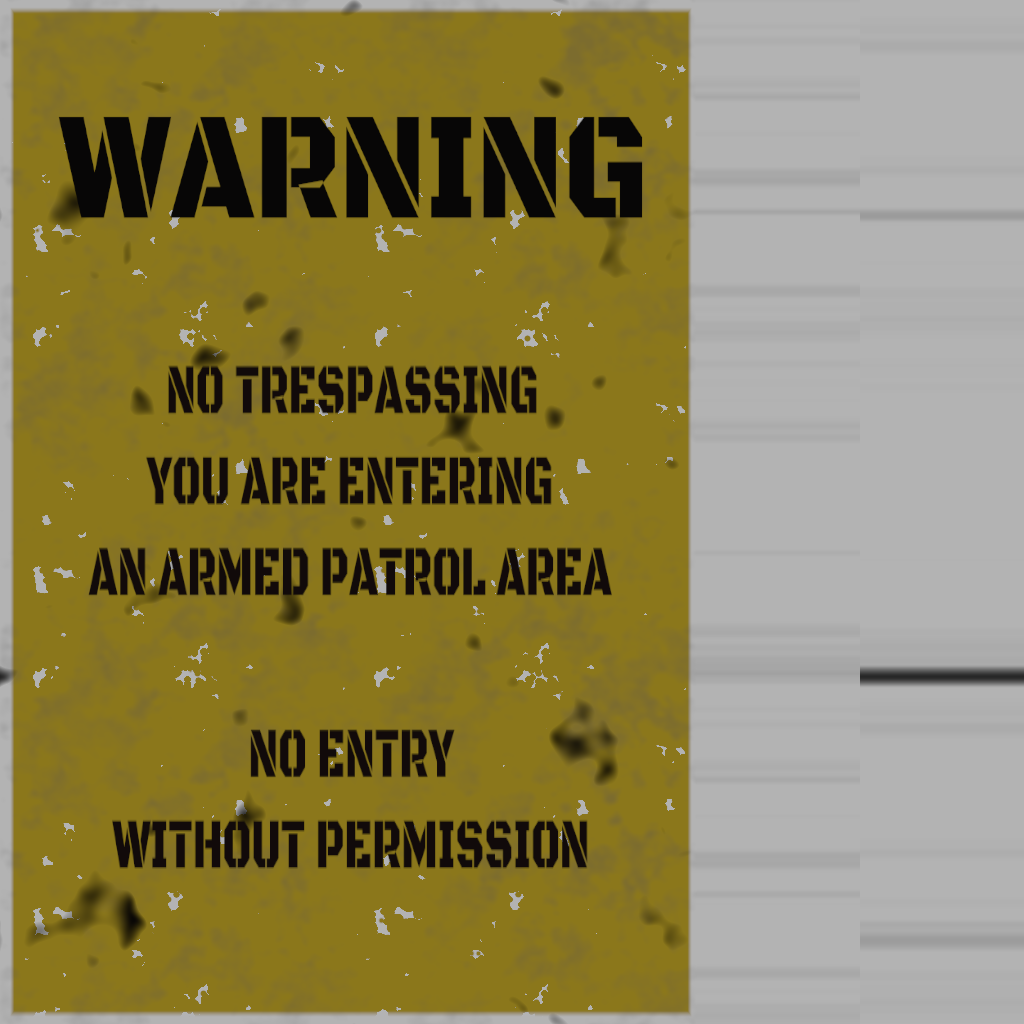 WARNING
NO TRESPASSING
YOU ARE ENTERING
AN ARMED PATROL AREA
NO ENTRY
WITHOUT PERMISSION